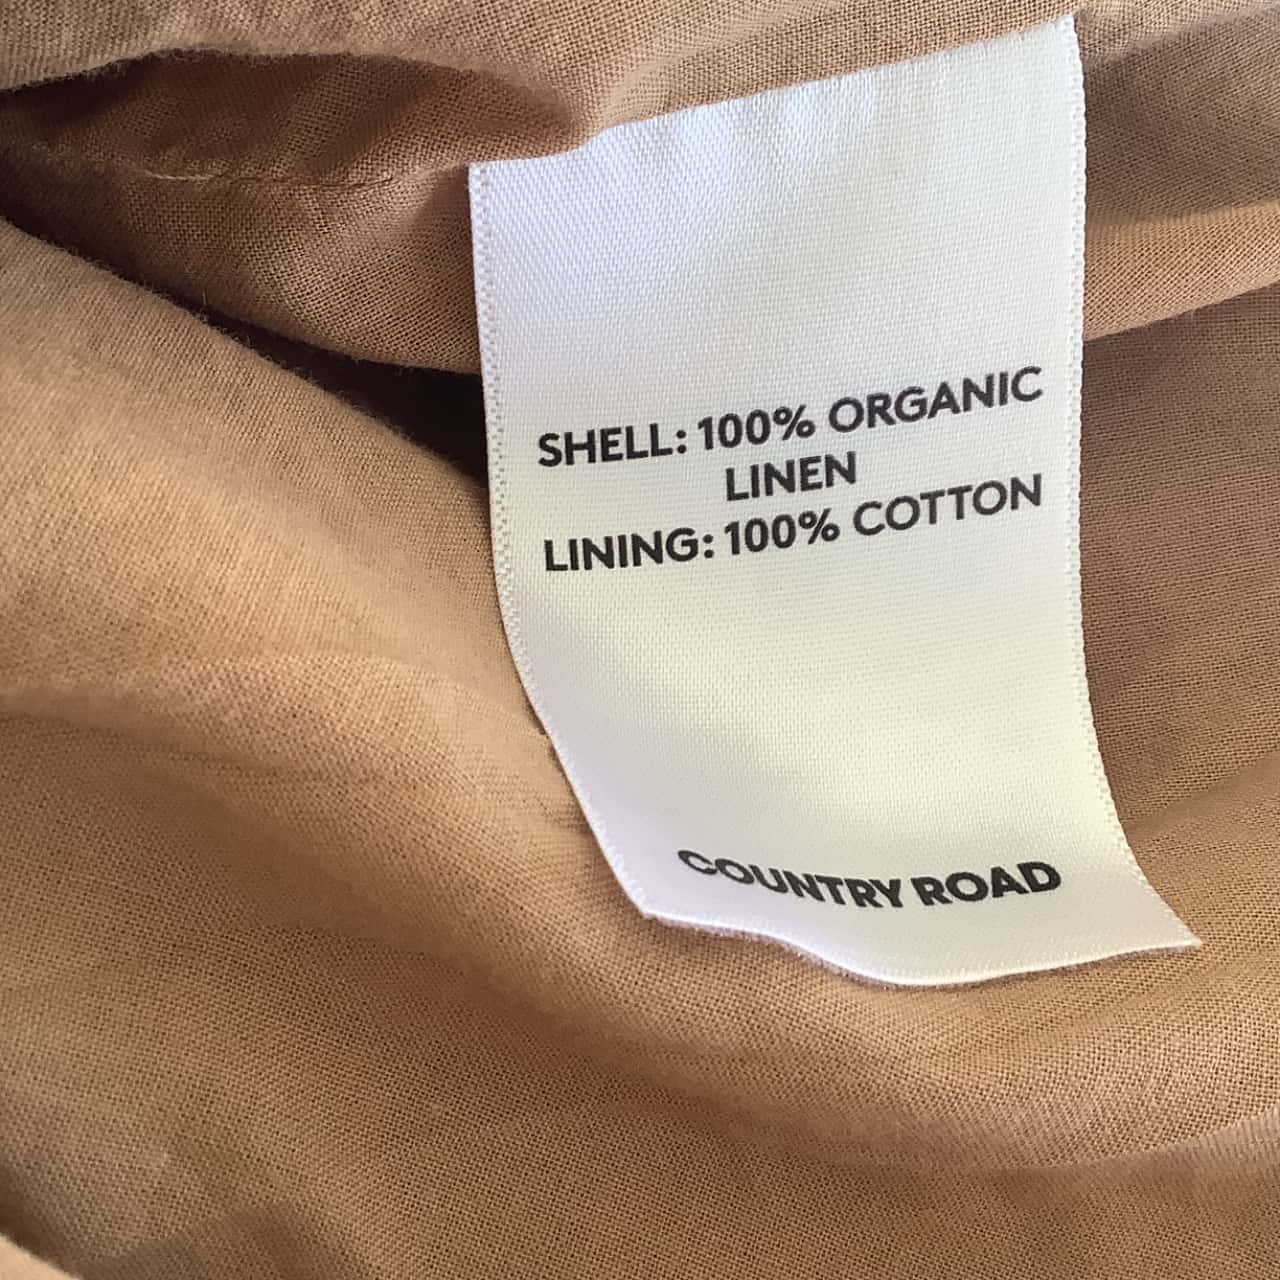 SHELL: 100% ORGANIC
LINEN
LINING: 100% COTTON
COUNTRY ROAD